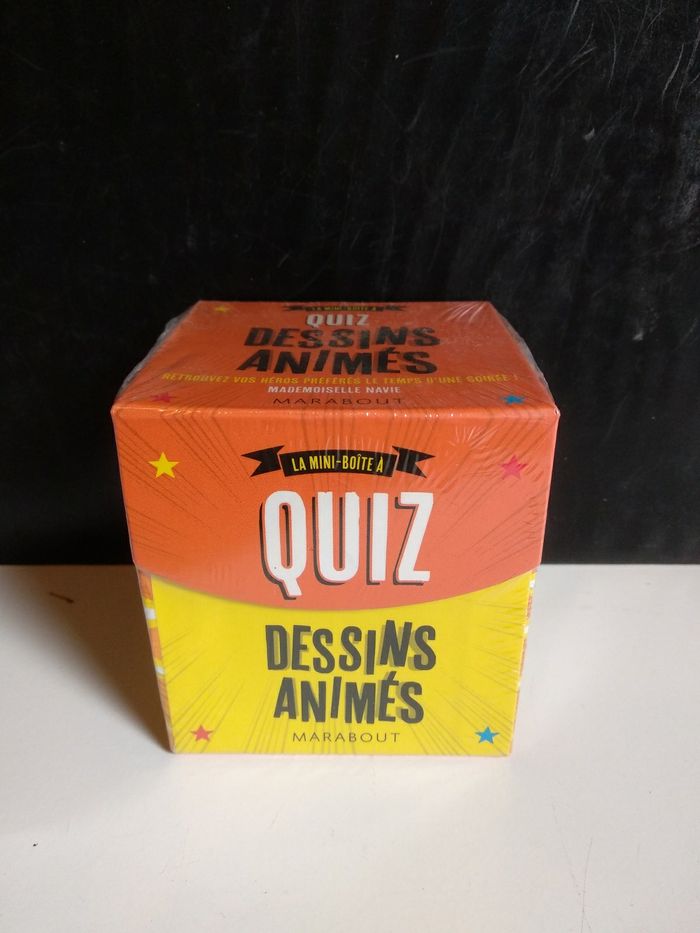 LA MINI-BOÎTE À
QUIZ
DESSINS
ANIMÉS
RETROUVEZ VOS HÉROS PRÉFÉRÉS LE TEMPS D'UNE SOIRÉE !
MADEMOISELLE NAVIE
MARABOUT
LA MINI-BOÎTE À
QUIZ
DESSINS
ANIMÉS
MARABOUT